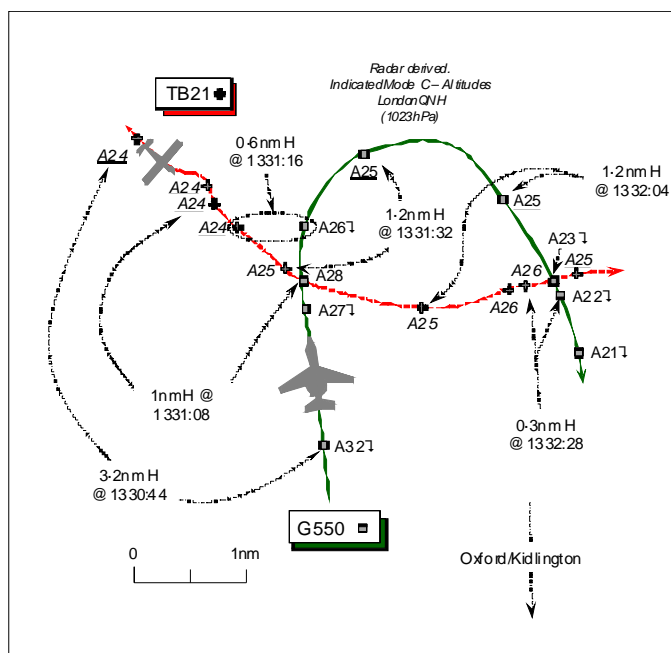 Radar derived.
Indicated Mode C – Altitudes
London QNH
(1023hPa)
TB21
0·6nm H
@ 1331:16
A24
A25
1·2nm H
@ 1332:04
A24
A25
A24
1·2nm H
@ 1331:32
A24
A26↴
A23↴
A25
A25
A28
A26
A22↴
A27↴
A25
A26
A21↴
1nm H @
1331:08
0·3nm H
@ 1332:28
A32↴
3·2nm H
@ 1330:44
G550
0
1nm
Oxford/Kidlington